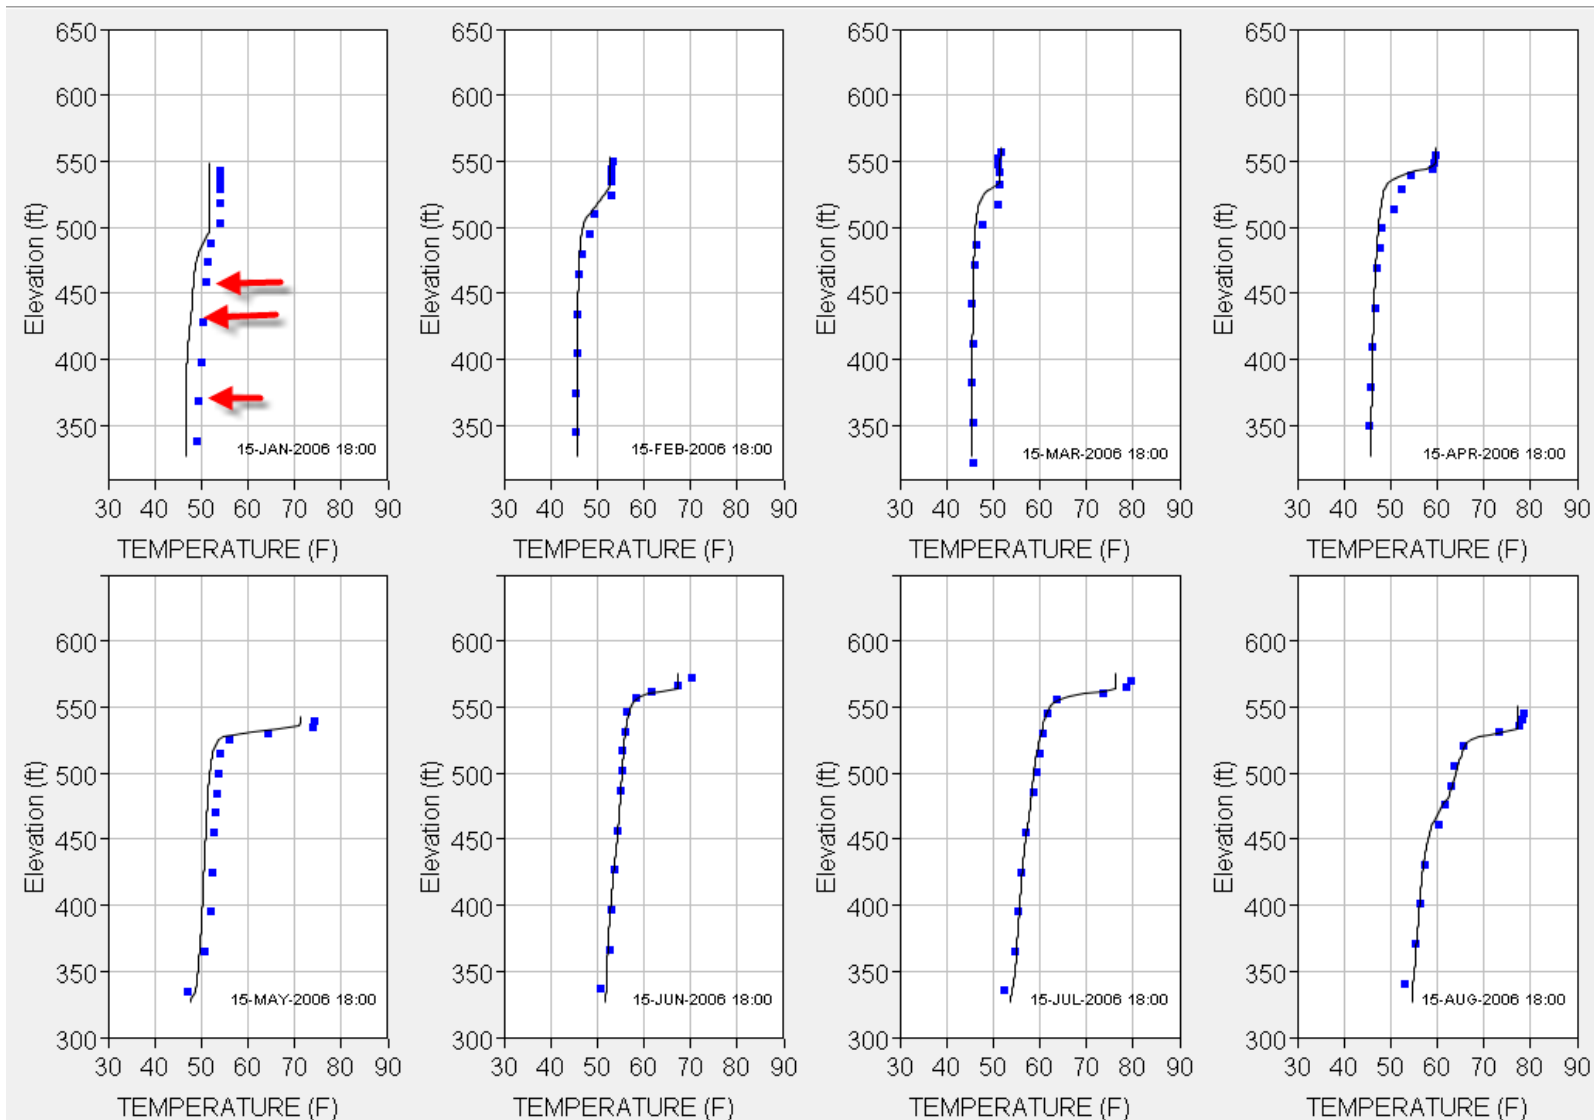 650 650 650 650
600 600 600 600
550 550 550 550
500 500 500 500
450 450 450 450
400 400 400 400
350 350 350 350
Elevation (ft) Elevation (ft) Elevation (ft) Elevation (ft)
15-JAN-2006 18:00 15-FEB-2006 18:00 15-MAR-2006 18:00 15-APR-2006 18:00
30 40 50 60 70 80 90 30 40 50 60 70 80 90 30 40 50 60 70 80 90 30 40 50 60 70 80 90
TEMPERATURE (F) TEMPERATURE (F) TEMPERATURE (F) TEMPERATURE (F)
600 600 600 600
550 550 550 550
500 500 500 500
450 450 450 450
400 400 400 400
350 350 350 350
300 300 300 300
Elevation (ft) Elevation (ft) Elevation (ft) Elevation (ft)
15-MAY-2006 18:00 15-JUN-2006 18:00 15-JUL-2006 18:00 15-AUG-2006 18:00
30 40 50 60 70 80 90 30 40 50 60 70 80 90 30 40 50 60 70 80 90 30 40 50 60 70 80 90
TEMPERATURE (F) TEMPERATURE (F) TEMPERATURE (F) TEMPERATURE (F)